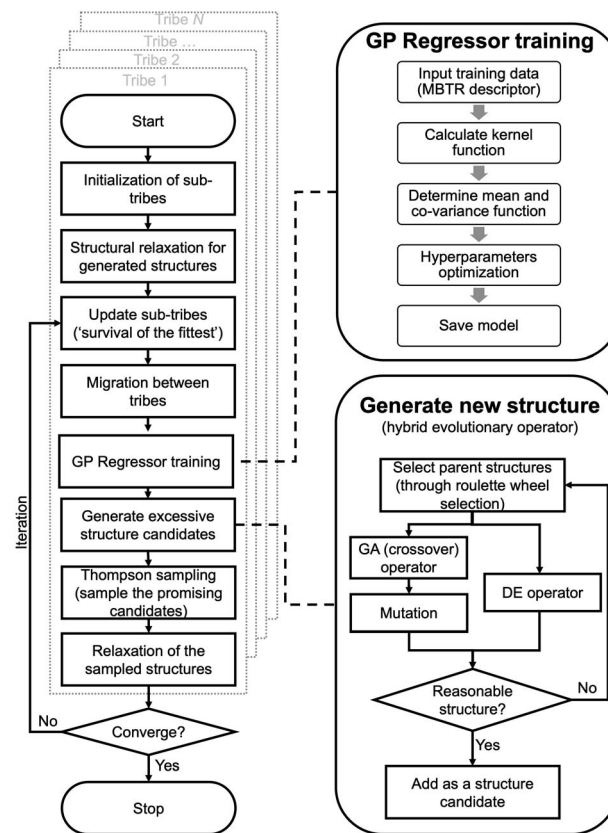 Tribe N
Tribe …
Tribe 2
Tribe 1
Start
Initialization of sub-
tribes
Structural relaxation for
generated structures
Update sub-tribes
(‘survival of the fittest’)
Migration between
tribes
GP Regressor training
Generate excessive
structure candidates
Thompson sampling
(sample the promising
candidates)
Relaxation of the
sampled structures
Iteration
No
Converge?
Yes
Stop
GP Regressor training
Input training data
(MBTR descriptor)
Calculate kernel
function
Determine mean and
co-variance function
Hyperparameters
optimization
Save model
Generate new structure
(hybrid evolutionary operator)
Select parent structures
(through roulette wheel
selection)
GA (crossover)
operator
Mutation
DE operator
Reasonable
structure?
No
Yes
Add as a structure
candidate